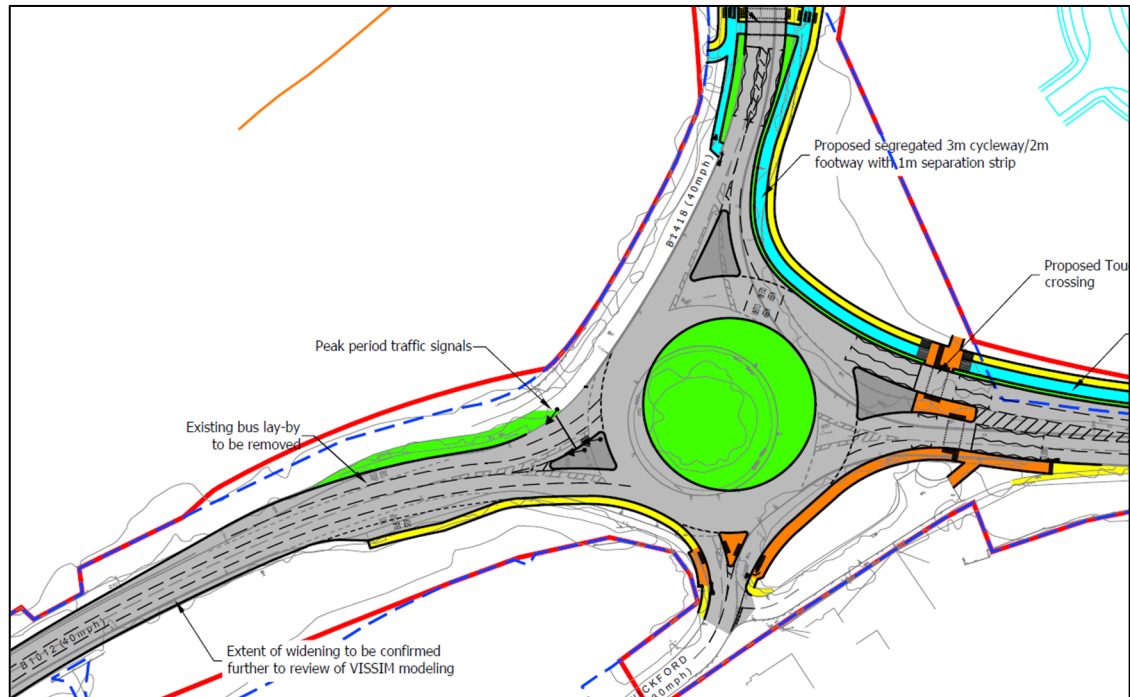 Proposed segregated 3m cycleway/2m
footway with 1m separation strip
B1418 (40mph)
Proposed Tou
crossing
Peak period traffic signals
Existing bus lay-by
to be removed
Extent of widening to be confirmed
further to review of VISSIM modeling
B1012 (40mph)
CKFORD
0mph)